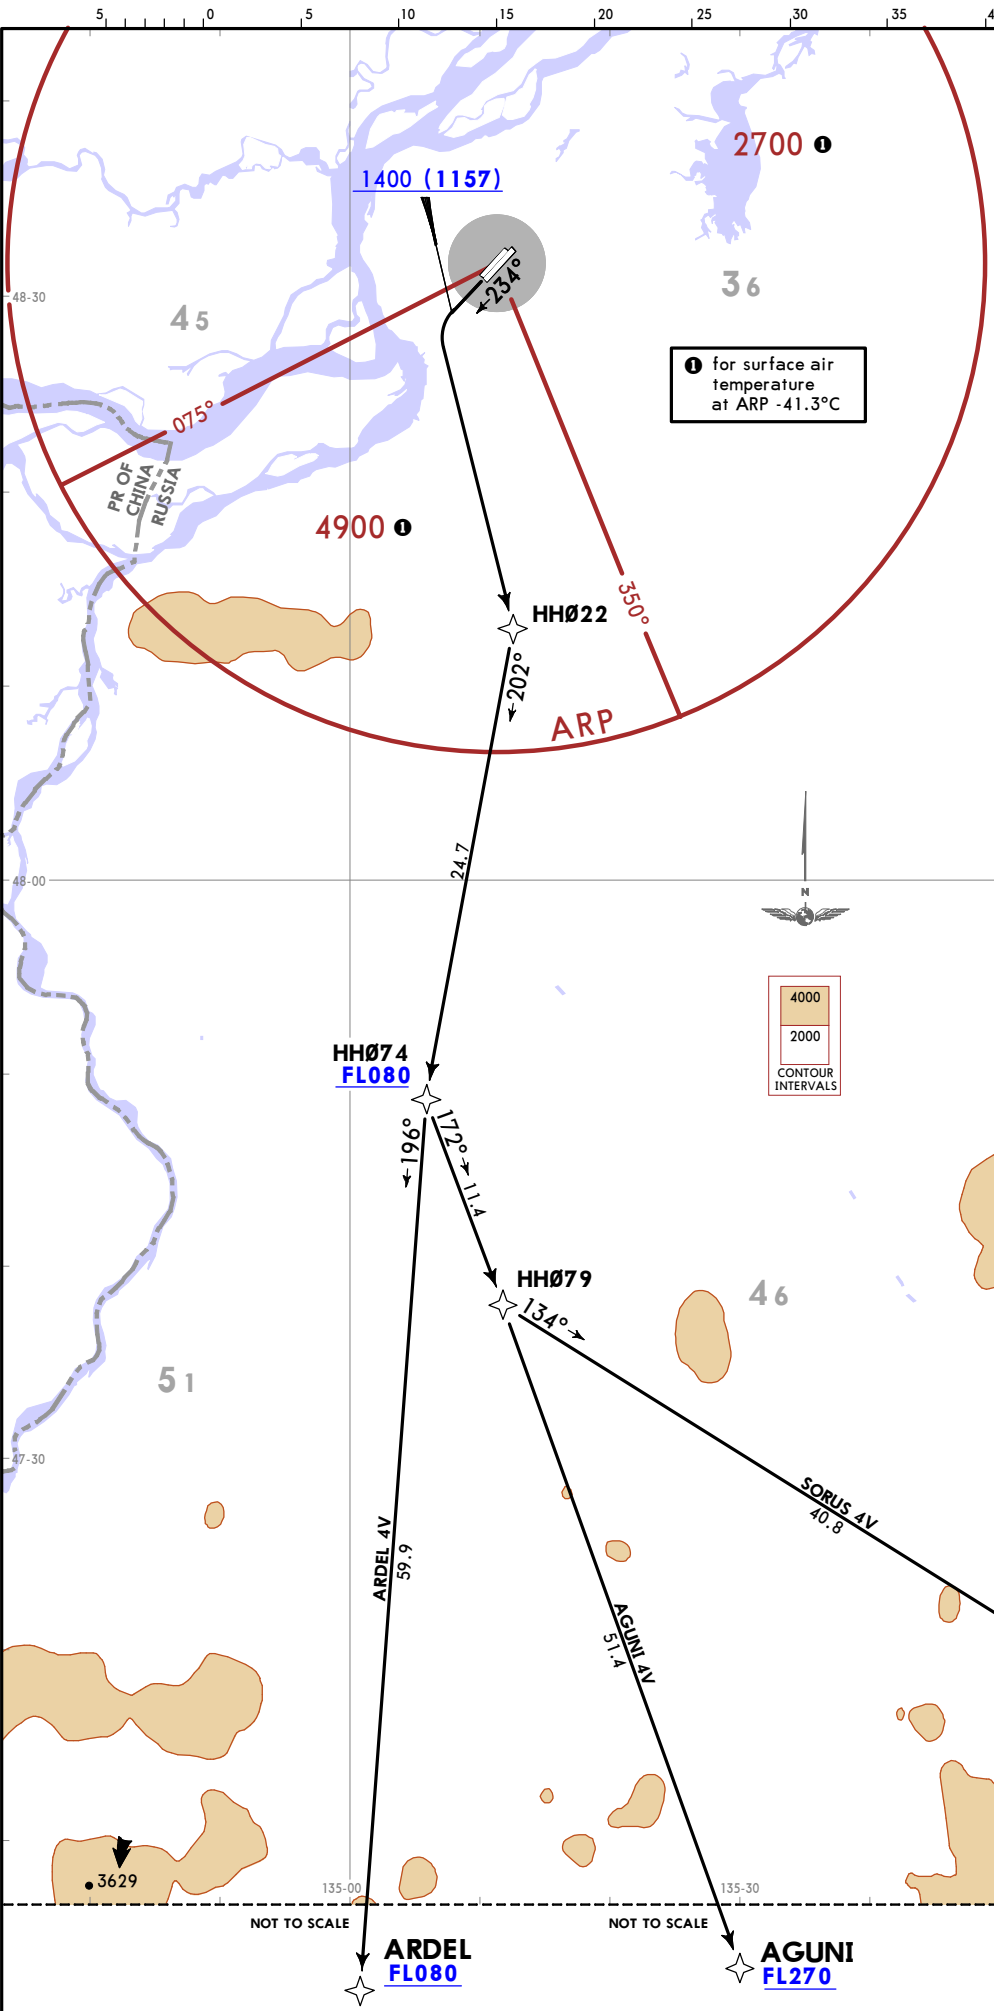 5 0 5 10 15 20 25 30 35 4
2700 ❶
1400 (1157)
234°
48-30
36
45
❶ for surface air
temperature
at ARP -41.3°C
075°
PR OF
CHINA
RUSSIA
4900 ❶
350°
HHØ22
202°
ARP
24.7
48-00
N
4000
2000
CONTOUR
INTERVALS
HHØ74
FL080
196°
172°
11.4
HHØ79
134°
46
51
47-30
SORUS 4V
40.8
ARDEL 4V
59.9
AGUNI 4V
51.4
3629
135-00
135-30
NOT TO SCALE
NOT TO SCALE
ARDEL
FL080
AGUNI
FL270